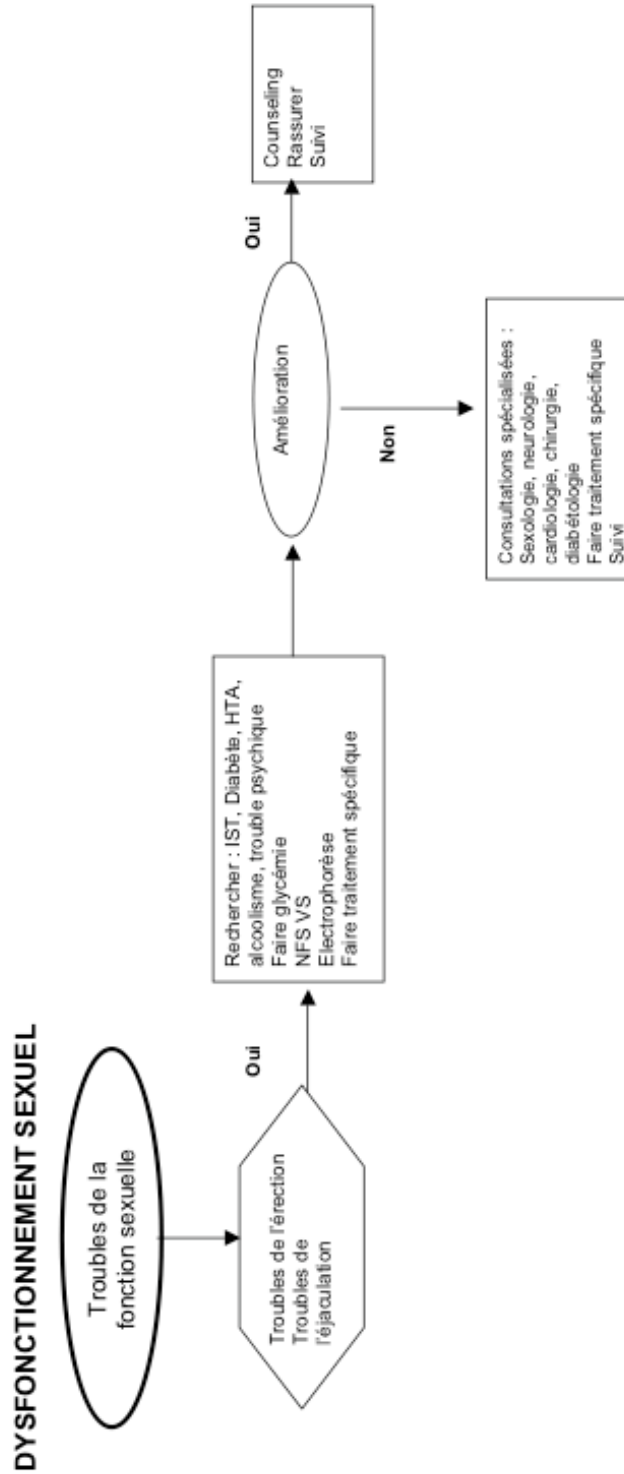 DYSFONCTIONNEMENT SEXUEL
Troubles de la
fonction sexuelle
Troubles de l'érection
Troubles de
l'éjaculation
Oui
Rechercher : IST, Diabète, HTA,
alcoolisme, trouble psychique
Faire glycémie
NFS VS
Electrophorèse
Faire traitement spécifique
Amélioration
Oui
Counseling
Rassurer
Suivi
Non
Consultations spécialisées :
Sexologie, neurologie,
cardiologie, chirurgie,
diabétologie
Faire traitement spécifique
Suivi